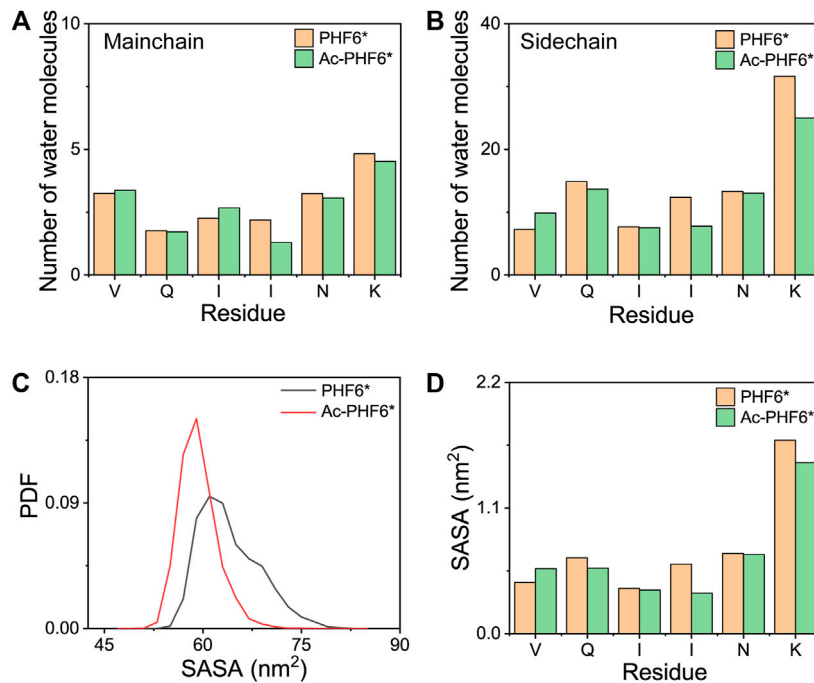 A
Number of water molecules
10
5
0
Mainchain
PHF6*
Ac-PHF6*
V Q I I N K
Residue
B
Number of water molecules
40
20
0
Sidechain
PHF6*
Ac-PHF6*
V Q I I N K
Residue
C
PDF
0.18
0.09
0.00
PHF6*
Ac-PHF6*
45 60 75 90
SASA (nm²)
D
SASA (nm²)
2.2
1.1
0.0
PHF6*
Ac-PHF6*
V Q I I N K
Residue